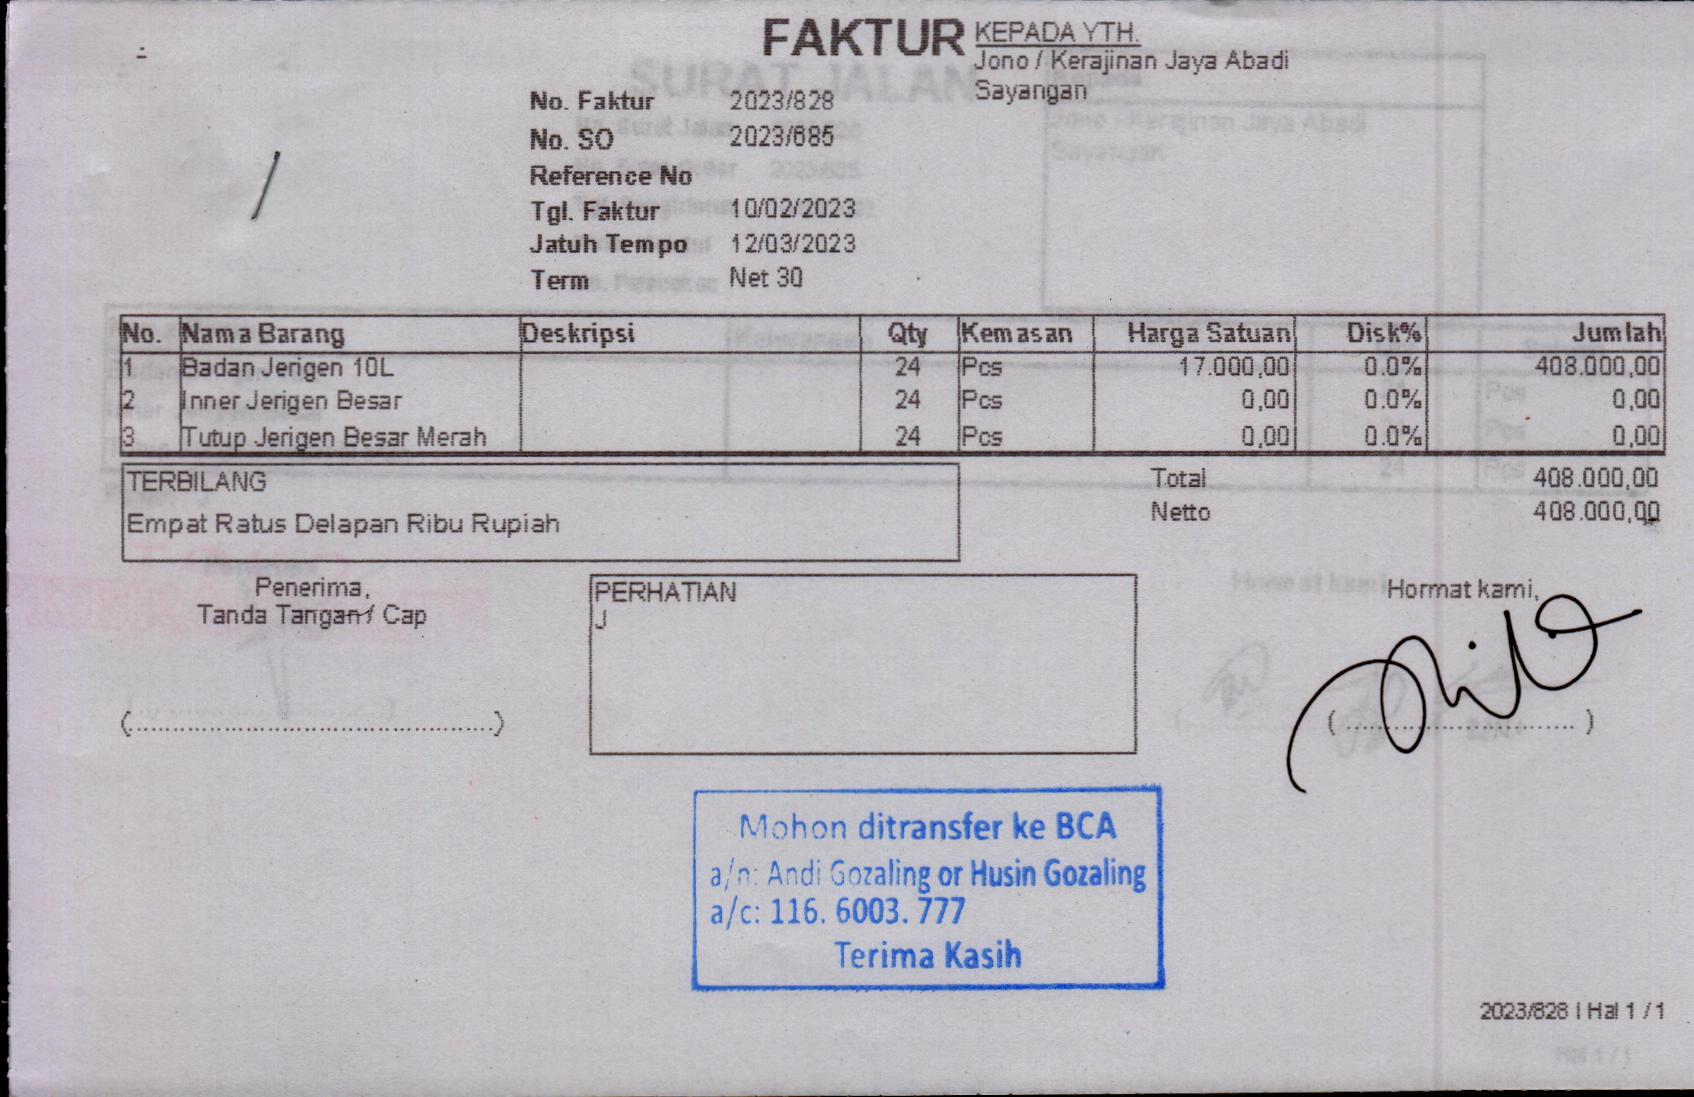 FAKTUR
KEPADA YTH.
Jono / Kerajinan Jaya Abadi
Sayangan
No. Faktur 2023/828
No. SO 2023/685
Reference No
Tgl. Faktur 10/02/2023
Jatuh Tempo 12/03/2023
Term Net 30
No. Nama Barang Deskripsi Qty Kemasan Harga Satuan Disk% Jumlah
1 Badan Jerigen 10L 24 Pcs 17.000,00 0.0% 408.000,00
2 Inner Jerigen Besar 24 Pcs 0,00 0.0% 0,00
3 Tutup Jerigen Besar Merah 24 Pcs 0,00 0.0% 0,00
TERBILANG
Empat Ratus Delapan Ribu Rupiah
Total 408.000,00
Netto 408.000,00
Penerima,
Tanda Tangan / Cap
(..................................................)
PERHATIAN
J
Hormat kami,
(..................................)
Mohon ditransfer ke BCA
a/n: Andi Gozaling or Husin Gozaling
a/c: 116. 6003. 777
Terima Kasih
2023/828 | Hal 1 / 1